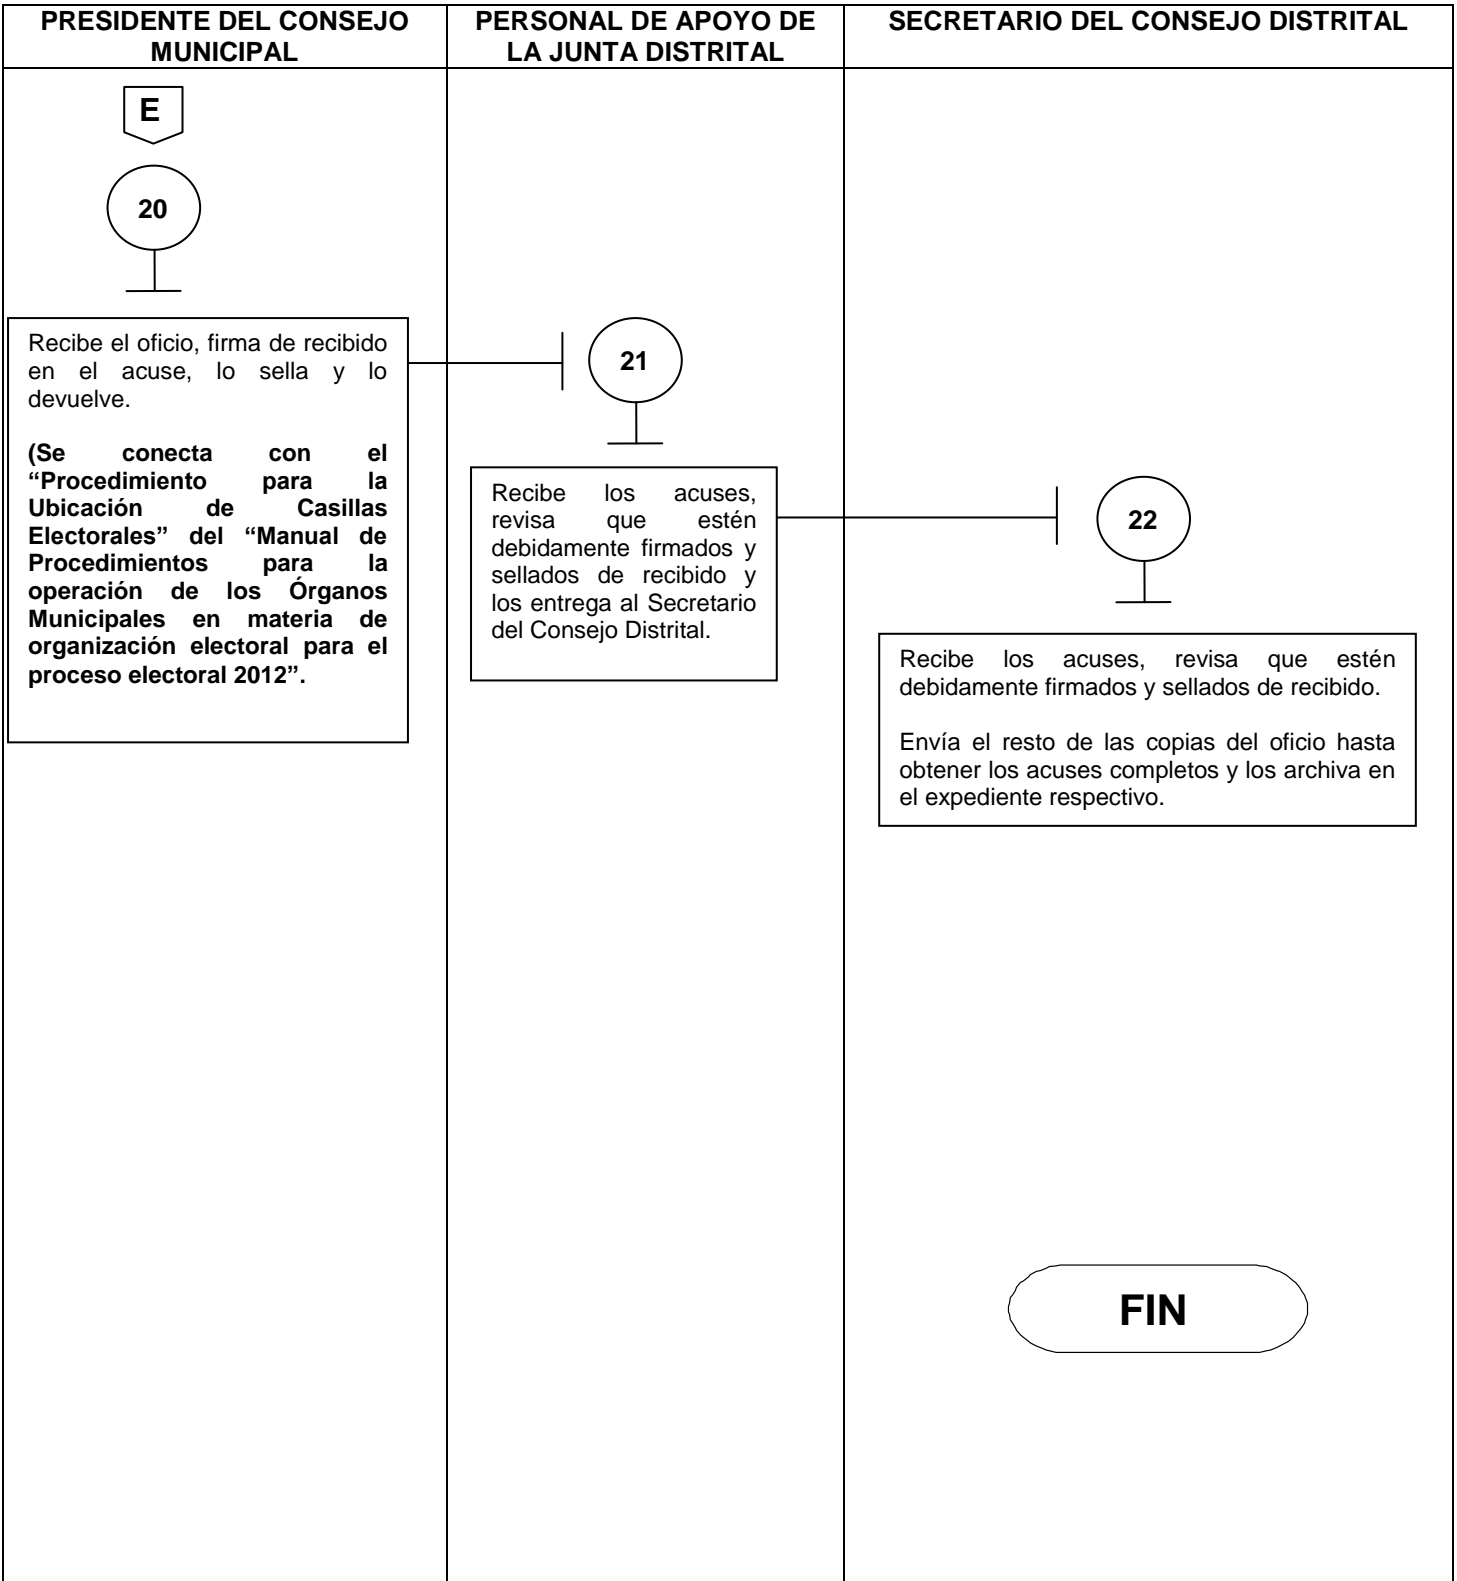 PRESIDENTE DEL CONSEJO
MUNICIPAL
PERSONAL DE APOYO DE
LA JUNTA DISTRITAL
SECRETARIO DEL CONSEJO DISTRITAL
E
20
Recibe el oficio, firma de recibido
en el acuse, lo sella y lo
devuelve.
(Se conecta con el
“Procedimiento para la
Ubicación de Casillas
Electorales” del “Manual de
Procedimientos para la
operación de los Órganos
Municipales en materia de
organización electoral para el
proceso electoral 2012”.
21
Recibe los acuses,
revisa que estén
debidamente firmados y
sellados de recibido y
los entrega al Secretario
del Consejo Distrital.
22
Recibe los acuses, revisa que estén
debidamente firmados y sellados de recibido.
Envía el resto de las copias del oficio hasta
obtener los acuses completos y los archiva en
el expediente respectivo.
FIN